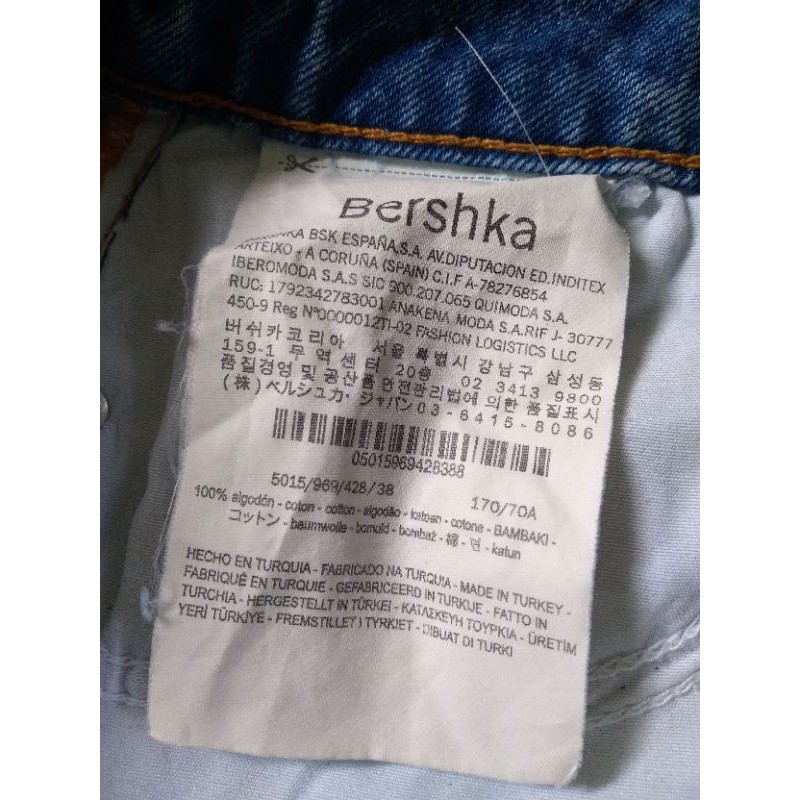 Bershka
BSK ESPAÑA,S.A. AV.DIPUTACION ED.INDITEX
ARTEIXO - A CORUÑA (SPAIN) C.I.F A-78276854
IBEROMODA S.A.S SIC 900.207.065 QUIMODA S.A.
RUC: 1792342783001 ANAKENA MODA S.A.RIF J- 30777
450-9 Reg NºO000012TI-02 FASHION LOGISTICS LLC
버쉬카코리아 서울 특별시 강남구 삼성동
159-1 무역센터 20층 02 3413 9800
품질경영 및 공산품안전관리법에 의한 품질표시
(株)ベルシュカ・ジャパン03-6415-8086
05015969428388
5015/969/428/38 170/70A
100% algodón - coton - cotton - algodão - katoen - cotone - BAMBAKI -
コットン - baumwolle - bomuld - bombaž - 棉 - 면 - katun
HECHO EN TURQUIA - FABRICADO NA TURQUIA - MADE IN TURKEY -
FABRIQUÉ EN TURQUIE - GEFABRICEERD IN TURKIJE - FATTO IN
TURCHIA - HERGESTELLT IN TÜRKEI - ΚΑΤΑΣΚΕΥΗ ΤΟΥΡΚΙΑ - ÜRETİM
YERİ TÜRKİYE - FREMSTILLET I TYRKIET - DIBUAT DI TURKI